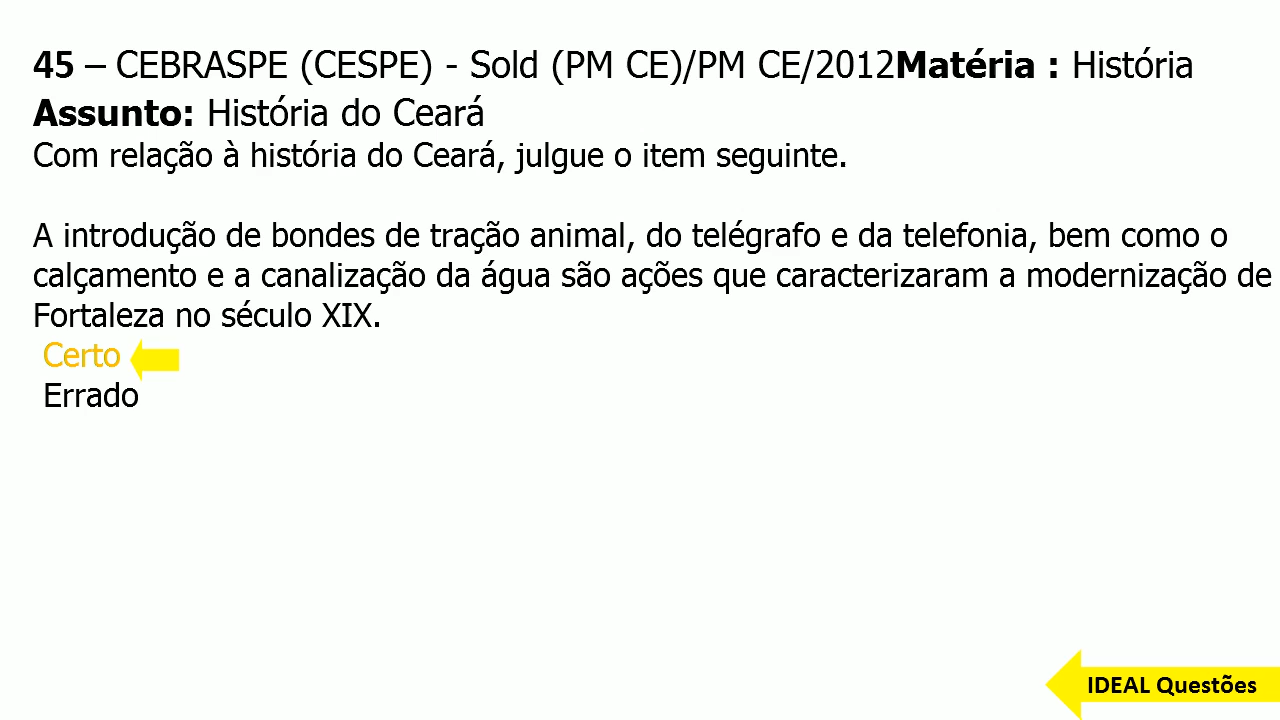 45 – CEBRASPE (CESPE) - Sold (PM CE)/PM CE/2012Matéria : História
Assunto: História do Ceará
Com relação à história do Ceará, julgue o item seguinte.
A introdução de bondes de tração animal, do telégrafo e da telefonia, bem como o
calçamento e a canalização da água são ações que caracterizaram a modernização de
Fortaleza no século XIX.
Certo
Errado
IDEAL Questões